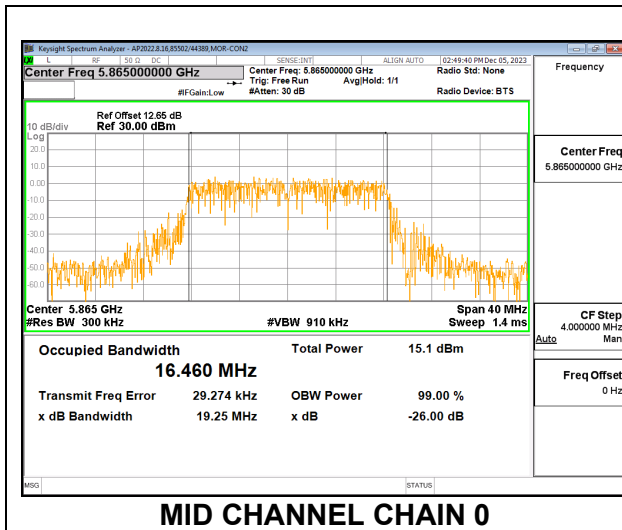 Keysight Spectrum Analyzer - AP2022.8.16,85502/44389,MOR-CON2
LXI L RF 50 Ω DC SENSE:INT ALIGN AUTO 02:49:40 PM Dec 05, 2023
Center Freq 5.865000000 GHz
Center Freq: 5.865000000 GHz Radio Std: None
Trig: Free Run Avg|Hold: 1/1
#IFGain:Low #Atten: 30 dB Radio Device: BTS
Ref Offset 12.65 dB
10 dB/div Ref 30.00 dBm
Log
20.0
10.0
0.00
-10.0
-20.0
-30.0
-40.0
-50.0
-60.0
Center 5.865 GHz Span 40 MHz
#Res BW 300 kHz #VBW 910 kHz Sweep 1.4 ms
Occupied Bandwidth Total Power 15.1 dBm
16.460 MHz
Transmit Freq Error 29.274 kHz OBW Power 99.00 %
x dB Bandwidth 19.25 MHz x dB -26.00 dB
MSG STATUS
Frequency
Center Freq
5.865000000 GHz
CF Step
4.000000 MHz
Auto Man
Freq Offset
0 Hz
MID CHANNEL CHAIN 0